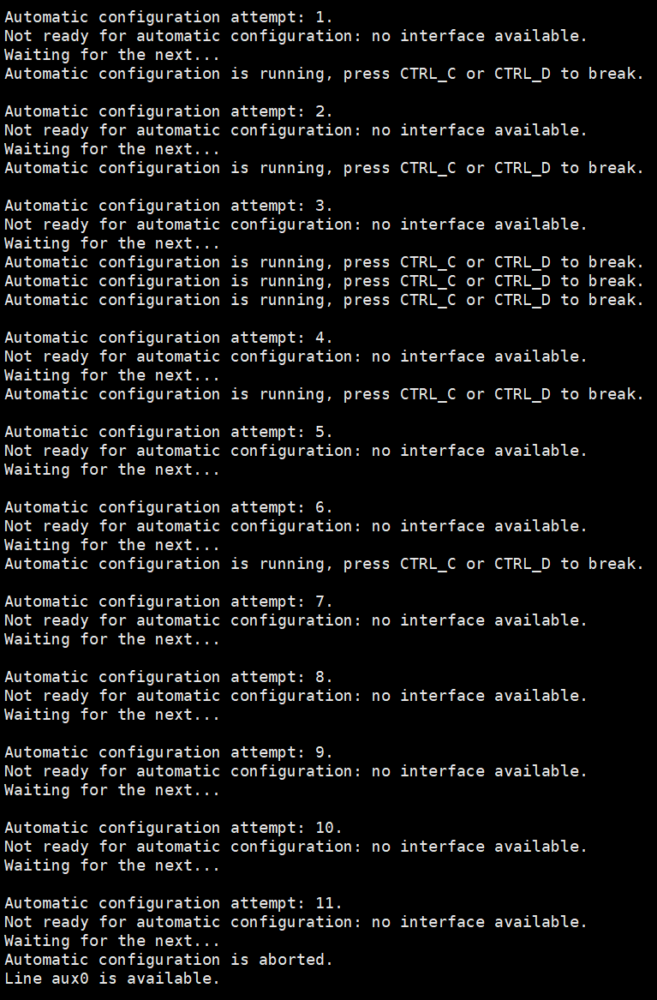 Automatic configuration attempt: 1.
Not ready for automatic configuration: no interface available.
Waiting for the next...
Automatic configuration is running, press CTRL_C or CTRL_D to break.

Automatic configuration attempt: 2.
Not ready for automatic configuration: no interface available.
Waiting for the next...
Automatic configuration is running, press CTRL_C or CTRL_D to break.

Automatic configuration attempt: 3.
Not ready for automatic configuration: no interface available.
Waiting for the next...
Automatic configuration is running, press CTRL_C or CTRL_D to break.
Automatic configuration is running, press CTRL_C or CTRL_D to break.
Automatic configuration is running, press CTRL_C or CTRL_D to break.

Automatic configuration attempt: 4.
Not ready for automatic configuration: no interface available.
Waiting for the next...
Automatic configuration is running, press CTRL_C or CTRL_D to break.

Automatic configuration attempt: 5.
Not ready for automatic configuration: no interface available.
Waiting for the next...

Automatic configuration attempt: 6.
Not ready for automatic configuration: no interface available.
Waiting for the next...
Automatic configuration is running, press CTRL_C or CTRL_D to break.

Automatic configuration attempt: 7.
Not ready for automatic configuration: no interface available.
Waiting for the next...

Automatic configuration attempt: 8.
Not ready for automatic configuration: no interface available.
Waiting for the next...

Automatic configuration attempt: 9.
Not ready for automatic configuration: no interface available.
Waiting for the next...

Automatic configuration attempt: 10.
Not ready for automatic configuration: no interface available.
Waiting for the next...

Automatic configuration attempt: 11.
Not ready for automatic configuration: no interface available.
Waiting for the next...
Automatic configuration is aborted.
Line aux0 is available.